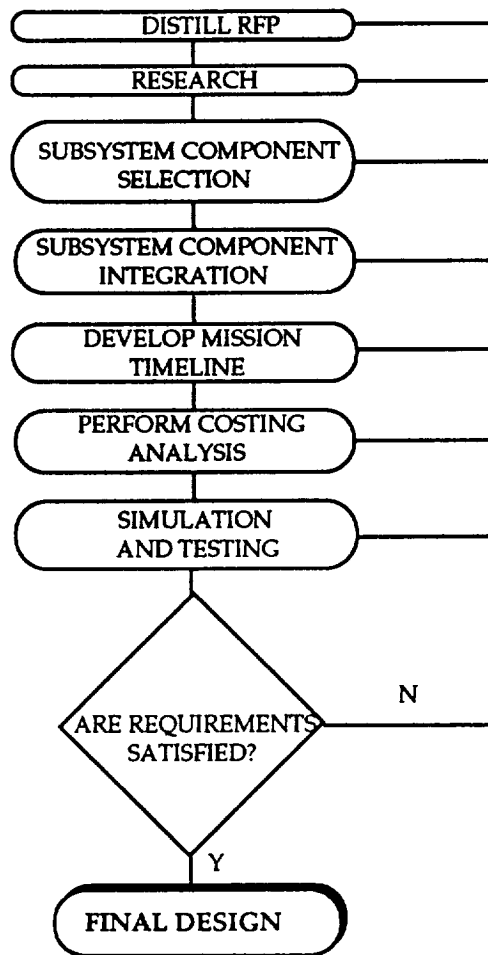 DISTILL RFP
RESEARCH
SUBSYSTEM COMPONENT
SELECTION
SUBSYSTEM COMPONENT
INTEGRATION
DEVELOP MISSION
TIMELINE
PERFORM COSTING
ANALYSIS
SIMULATION
AND TESTING
N
ARE REQUIREMENTS
SATISFIED?
Y
FINAL DESIGN